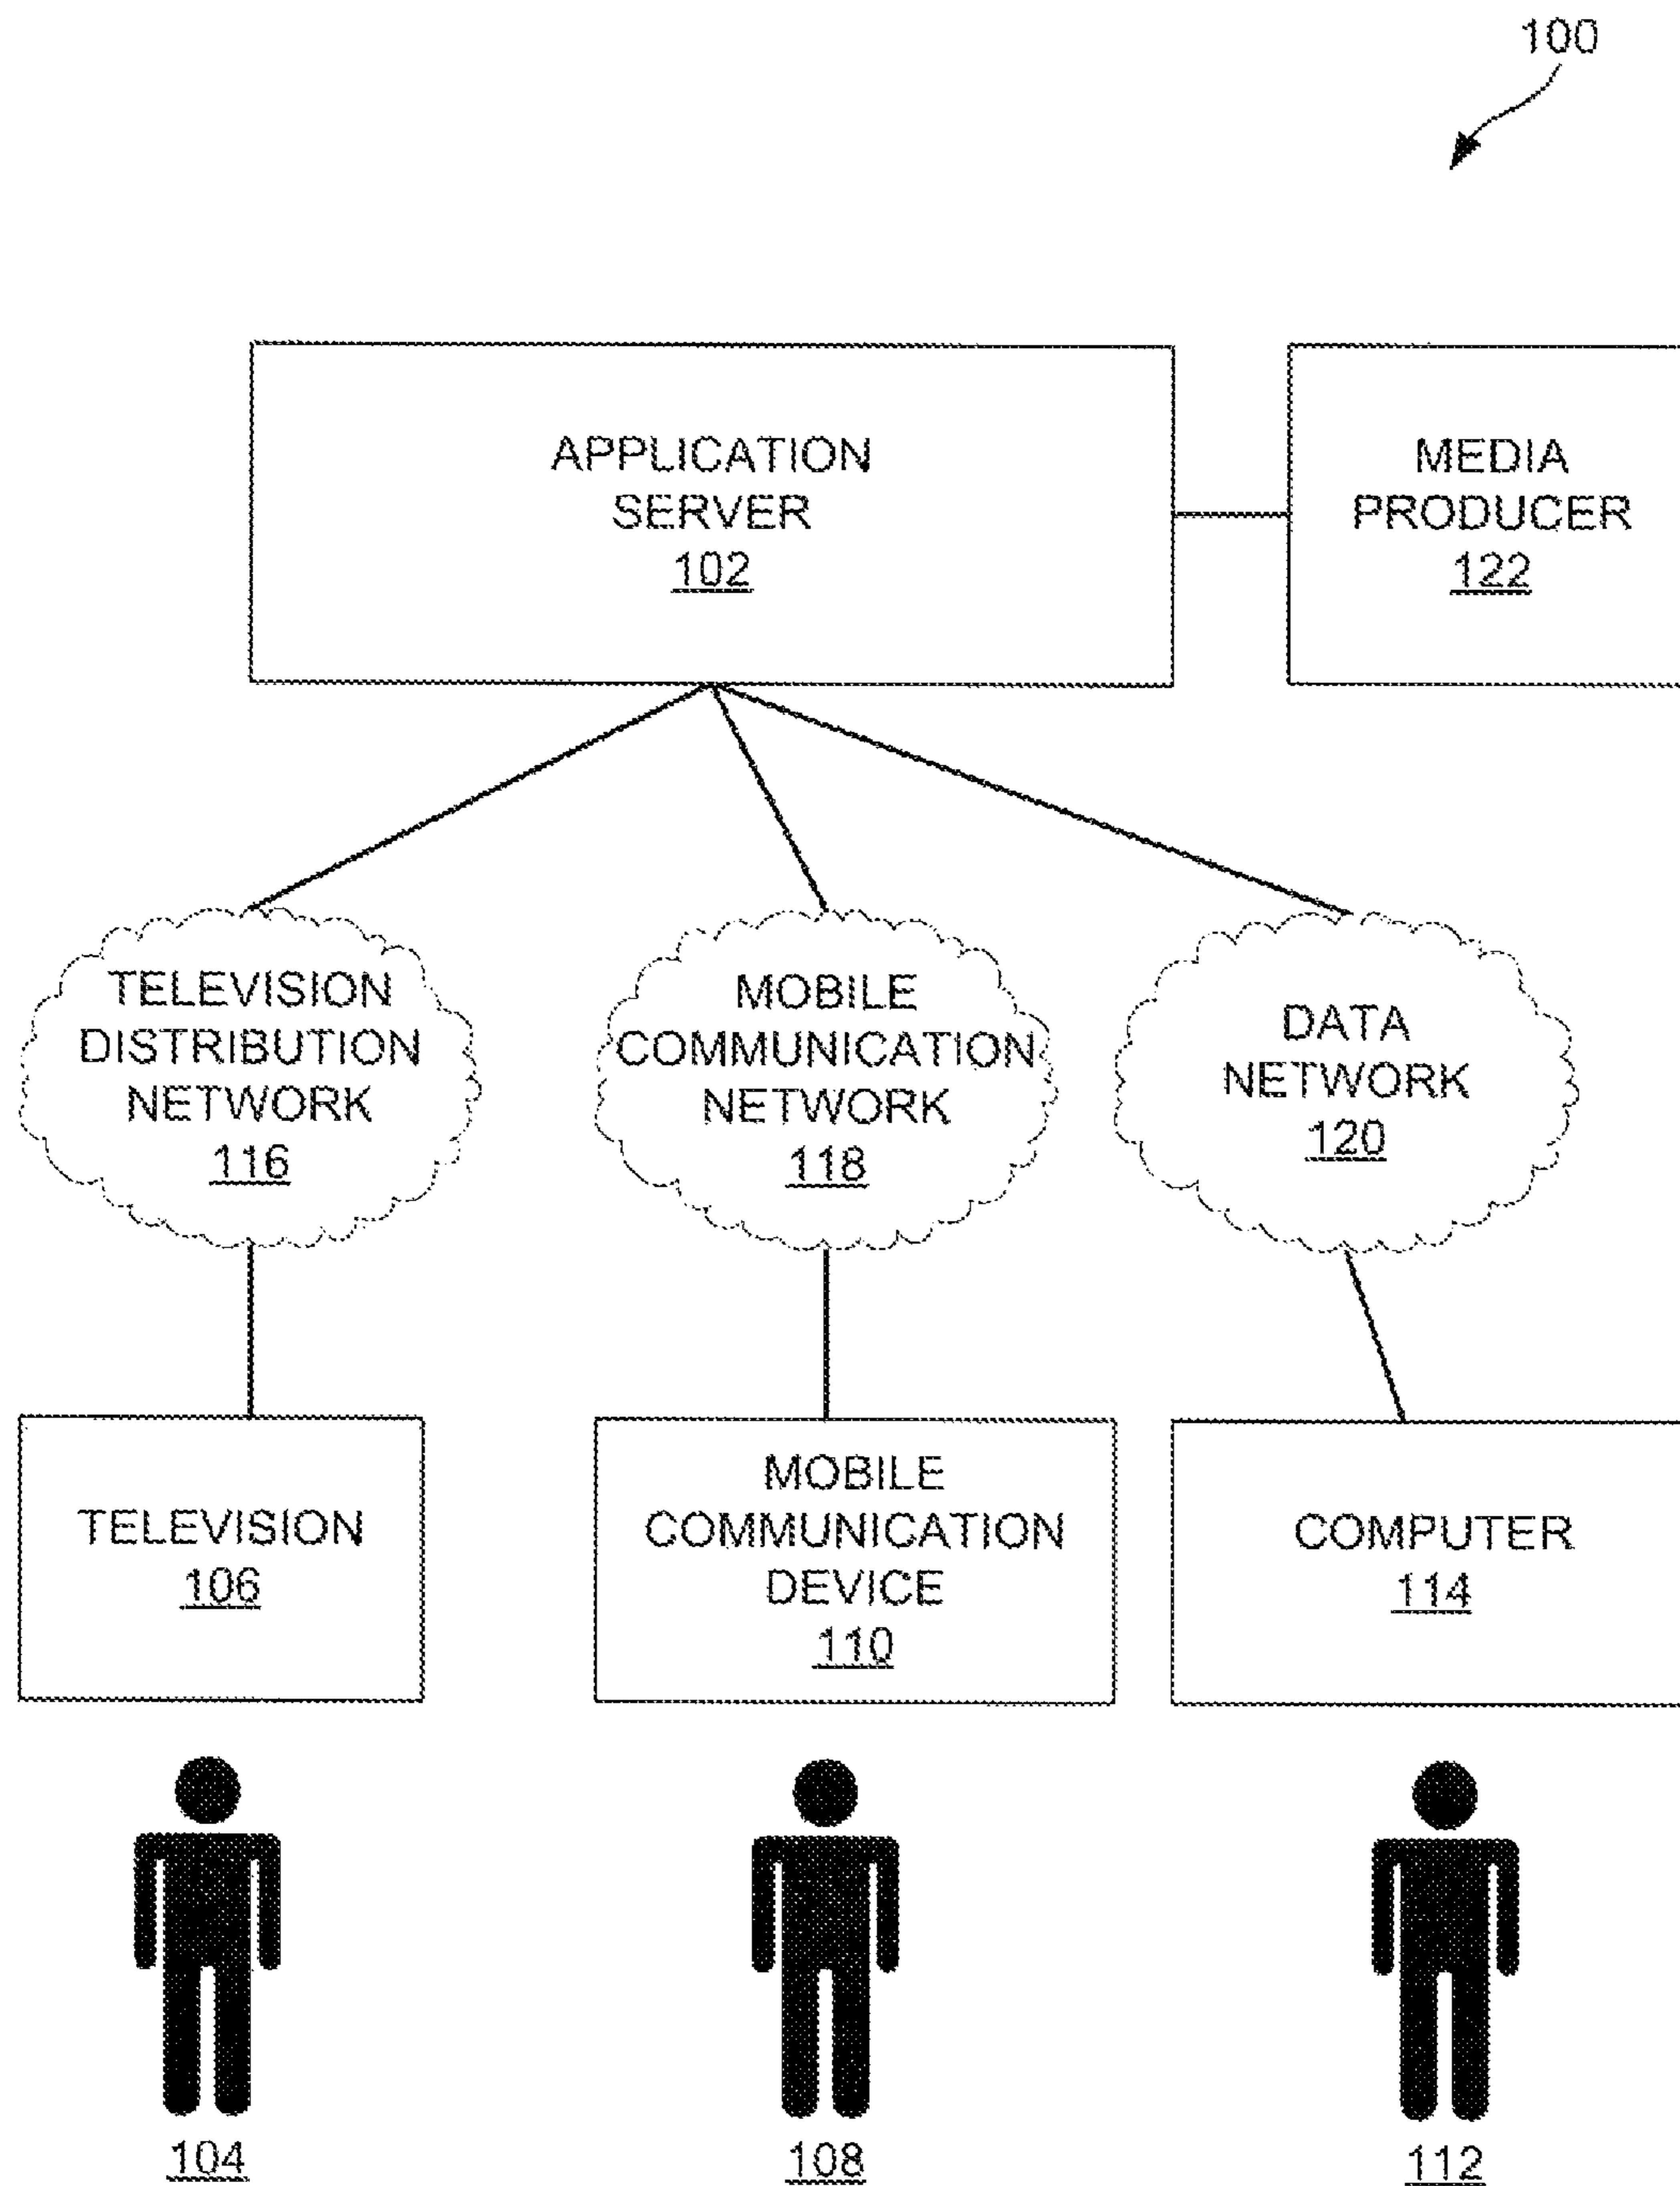 100
APPLICATION
SERVER
102
MEDIA
PRODUCER
122
TELEVISION
DISTRIBUTION
NETWORK
116
MOBILE
COMMUNICATION
NETWORK
118
DATA
NETWORK
120
TELEVISION
106
MOBILE
COMMUNICATION
DEVICE
110
COMPUTER
114
104
108
112